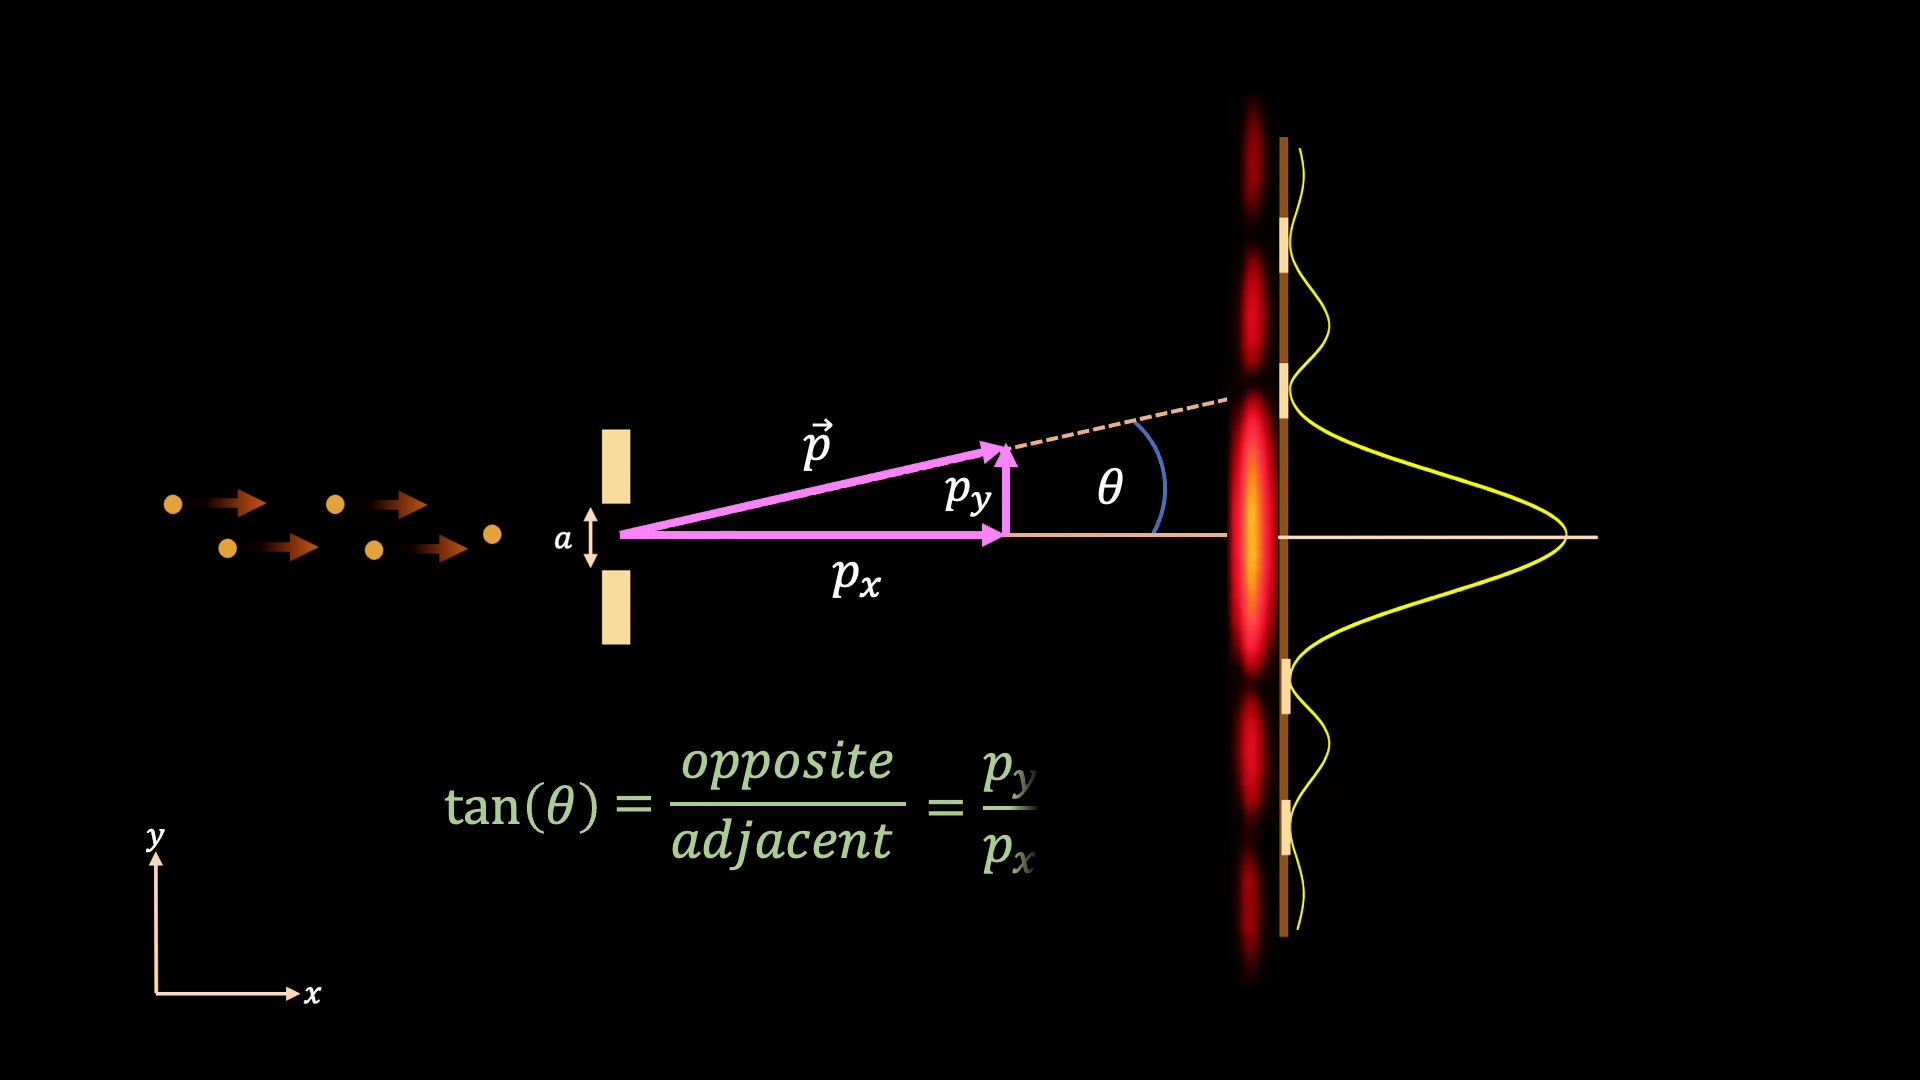 p⃗
p_y
θ
a
p_x
tan(θ) = opposite/adjacent = p_y/p_x
y
x